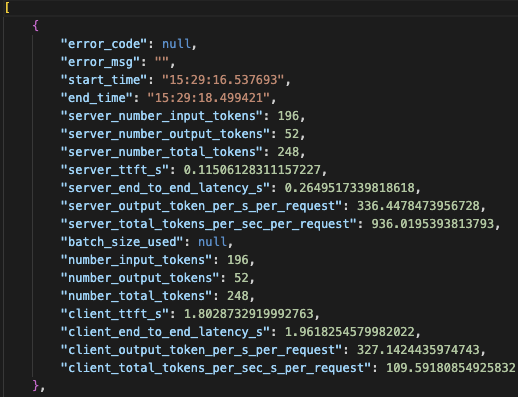 [
{
"error_code": null,
"error_msg": "",
"start_time": "15:29:16.537693",
"end_time": "15:29:18.499421",
"server_number_input_tokens": 196,
"server_number_output_tokens": 52,
"server_number_total_tokens": 248,
"server_ttft_s": 0.11506128311157227,
"server_end_to_end_latency_s": 0.2649517339818618,
"server_output_token_per_s_per_request": 336.4478473956728,
"server_total_tokens_per_sec_per_request": 936.0195393813793,
"batch_size_used": null,
"number_input_tokens": 196,
"number_output_tokens": 52,
"number_total_tokens": 248,
"client_ttft_s": 1.8028732919992763,
"client_end_to_end_latency_s": 1.9618254579982022,
"client_output_token_per_s_per_request": 327.1424435974743,
"client_total_tokens_per_sec_s_per_request": 109.59180854925832
},